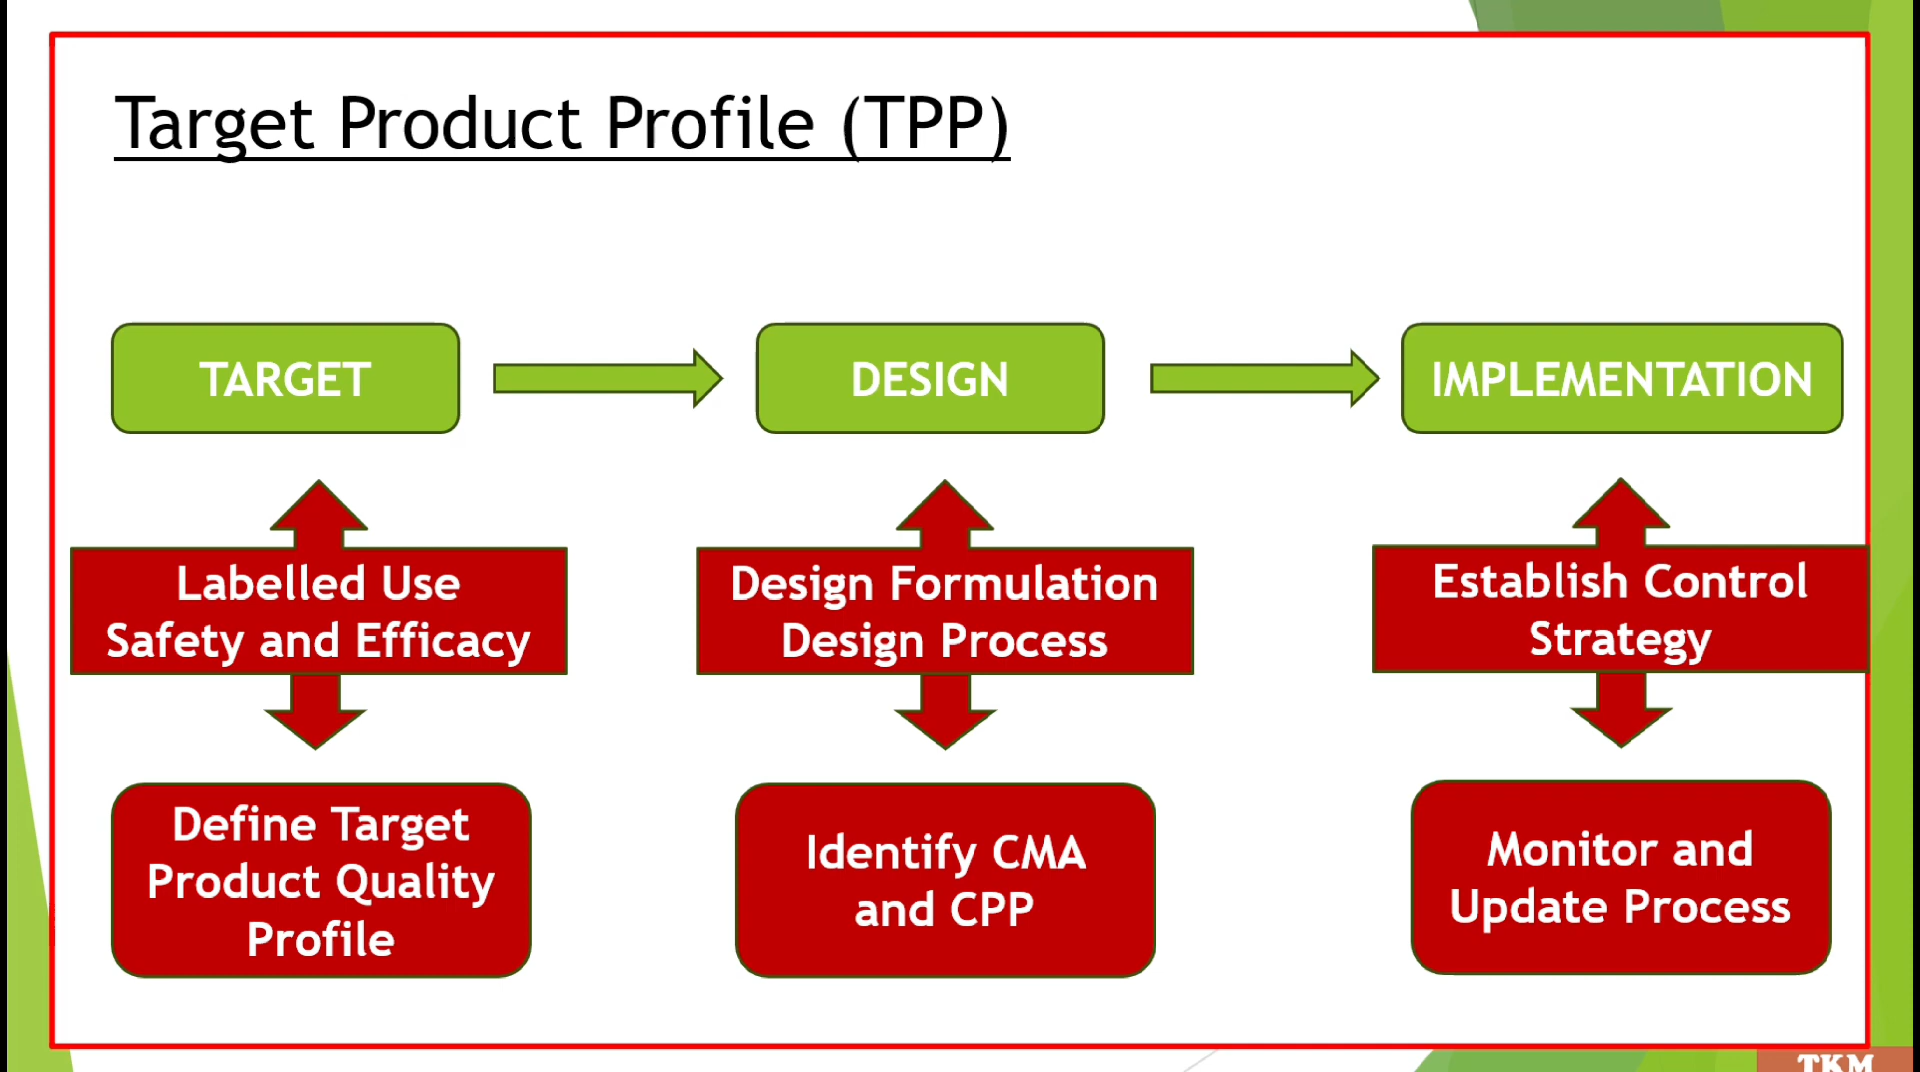 Target Product Profile (TPP)
TARGET
DESIGN
IMPLEMENTATION
Labelled Use
Safety and Efficacy
Design Formulation
Design Process
Establish Control
Strategy
Define Target
Product Quality
Profile
Identify CMA
and CPP
Monitor and
Update Process
TKM